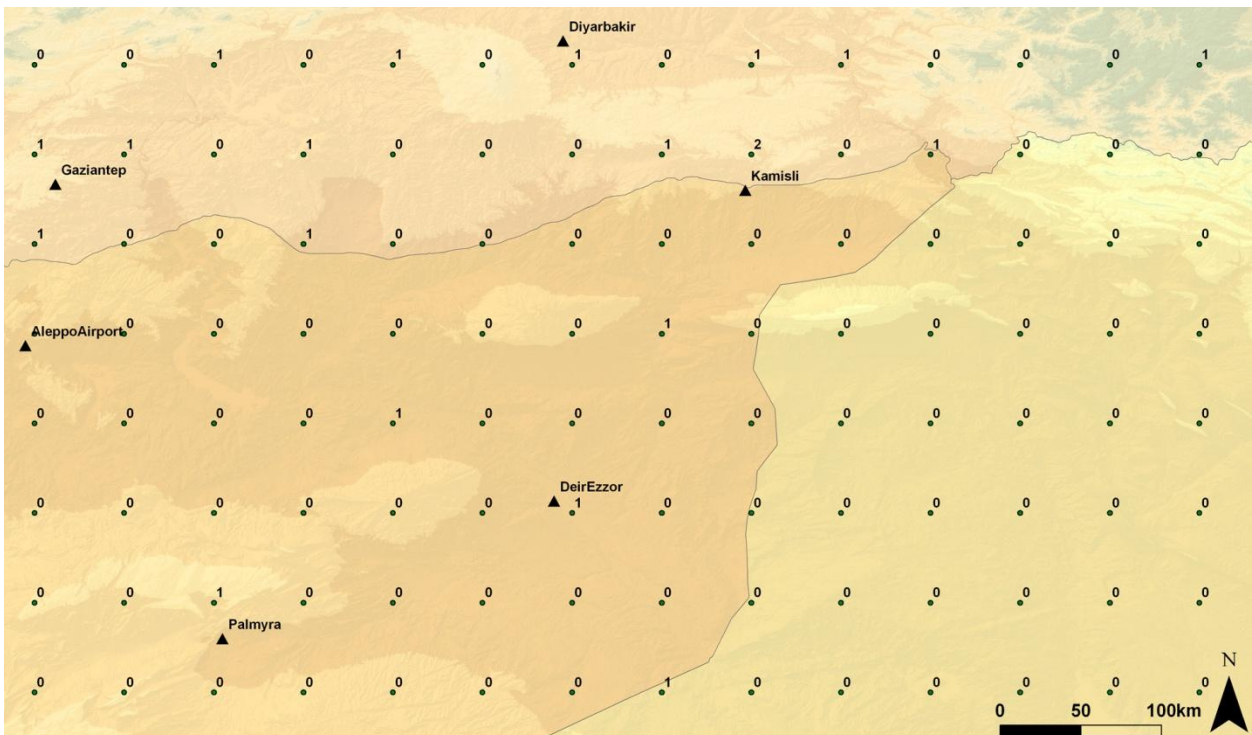 Diyarbakir
0 0 1 0 1 0 1 0 1 1 0 0 0 1
1 1 0 1 0 0 0 1 2 0 1 0 0 0
Gaziantep
Kamisli
1 0 0 1 0 0 0 0 0 0 0 0 0 0
AleppoAirport
0 0 0 0 0 0 1 0 0 0 0 0 0
0 0 0 0 1 0 0 0 0 0 0 0 0 0
DeirEzzor
0 0 0 0 0 0 1 0 0 0 0 0 0 0
0 0 1 0 0 0 0 0 0 0 0 0 0 0
Palmyra
0 0 0 0 0 0 0 1 0 0 0 0 0 0
N
0 50 100km